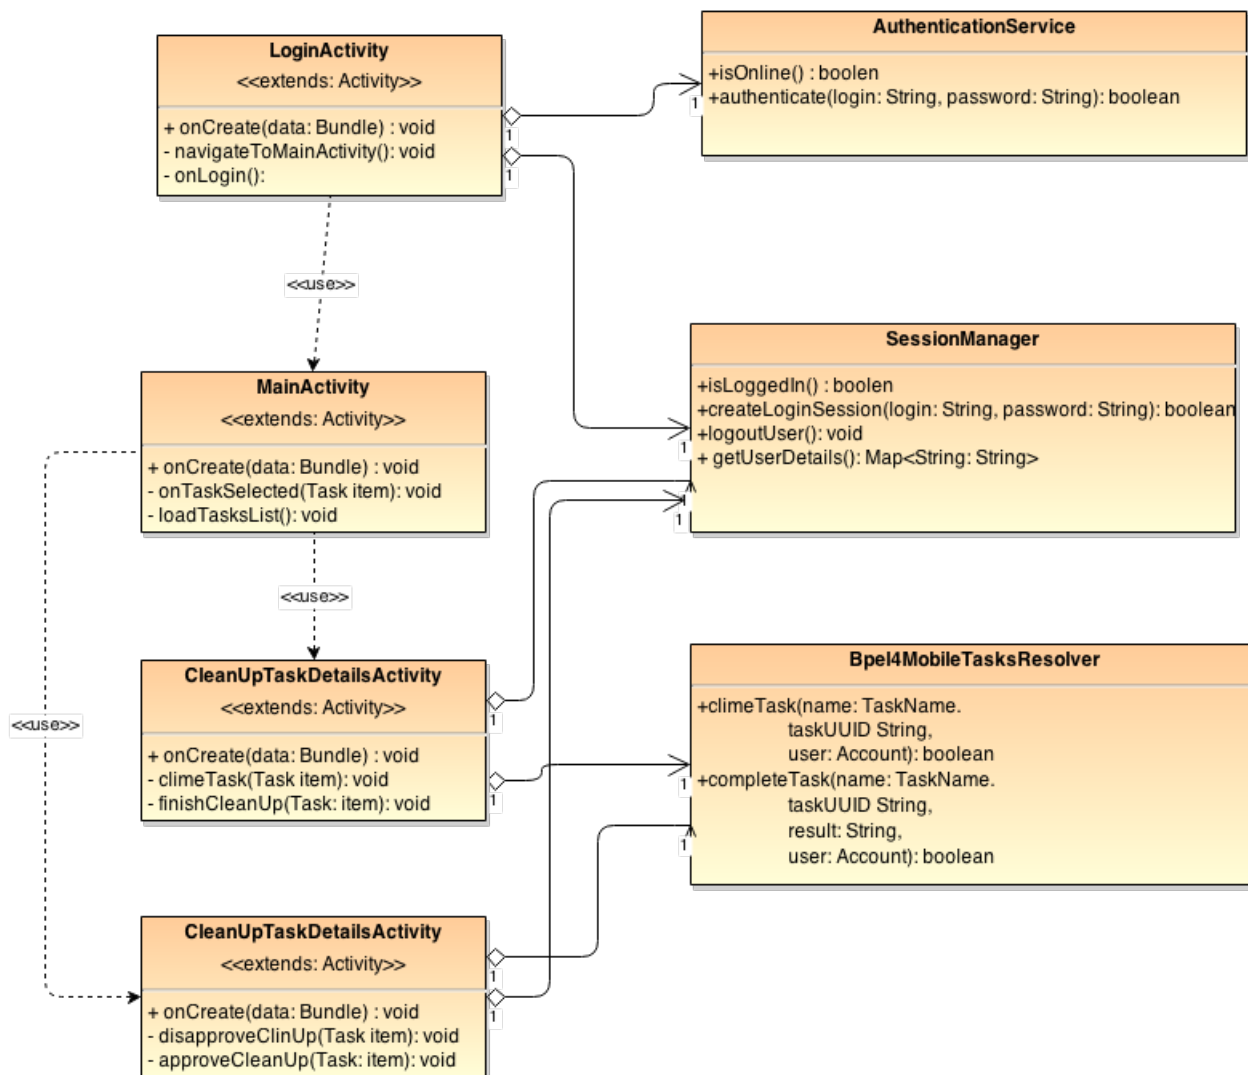 LoginActivity
<<extends: Activity>>
+ onCreate(data: Bundle) : void
- navigateToMainActivity(): void
- onLogin():
1
1
AuthenticationService
+isOnline() : boolen
+authenticate(login: String, password: String): boolean
1
<<use>>
SessionManager
+isLoggedIn() : boolen
+createLoginSession(login: String, password: String): boolean
+logoutUser(): void
+ getUserDetails(): Map<String: String>
1
1
MainActivity
<<extends: Activity>>
+ onCreate(data: Bundle) : void
- onTaskSelected(Task item): void
- loadTasksList(): void
<<use>>
<<use>>
CleanUpTaskDetailsActivity
<<extends: Activity>>
+ onCreate(data: Bundle) : void
- climeTask(Task item): void
- finishCleanUp(Task: item): void
1
1
Bpel4MobileTasksResolver
+climeTask(name: TaskName.
taskUUID String,
user: Account): boolean
+completeTask(name: TaskName.
taskUUID String,
result: String,
user: Account): boolean
1
1
CleanUpTaskDetailsActivity
<<extends: Activity>>
+ onCreate(data: Bundle) : void
- disapproveClinUp(Task item): void
- approveCleanUp(Task: item): void
1
1